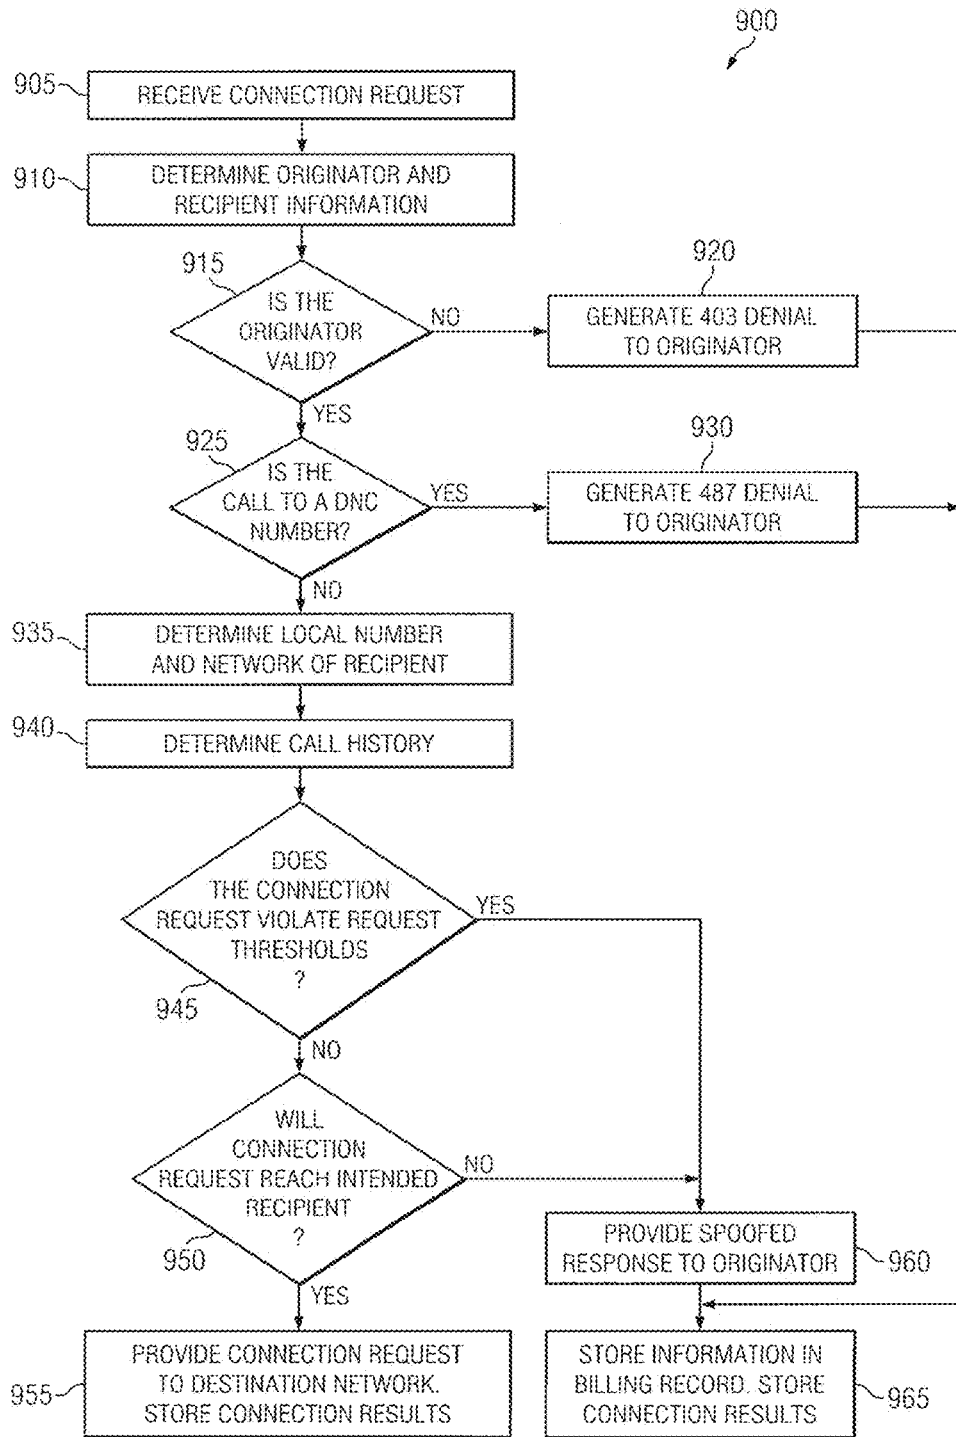 900
905
RECEIVE CONNECTION REQUEST
910
DETERMINE ORIGINATOR AND
RECIPIENT INFORMATION
915
IS THE
ORIGINATOR
VALID?
NO
920
GENERATE 403 DENIAL
TO ORIGINATOR
YES
925
IS THE
CALL TO A DNC
NUMBER?
YES
930
GENERATE 487 DENIAL
TO ORIGINATOR
NO
935
DETERMINE LOCAL NUMBER
AND NETWORK OF RECIPIENT
940
DETERMINE CALL HISTORY
DOES
THE CONNECTION
REQUEST VIOLATE REQUEST
THRESHOLDS
?
YES
945
NO
WILL
CONNECTION
REQUEST REACH INTENDED
RECIPIENT
?
NO
950
YES
PROVIDE SPOOFED
RESPONSE TO ORIGINATOR
960
955
PROVIDE CONNECTION REQUEST
TO DESTINATION NETWORK.
STORE CONNECTION RESULTS
STORE INFORMATION IN
BILLING RECORD. STORE
CONNECTION RESULTS
965